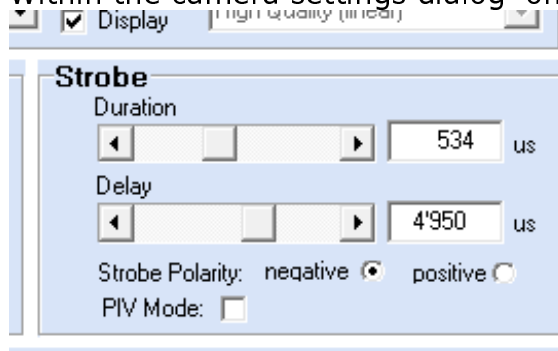 within the camera settings dialog on
Display High Quality (linear)
Strobe
Duration
534 us
Delay
4'950 us
Strobe Polarity: negative positive
PIV Mode: